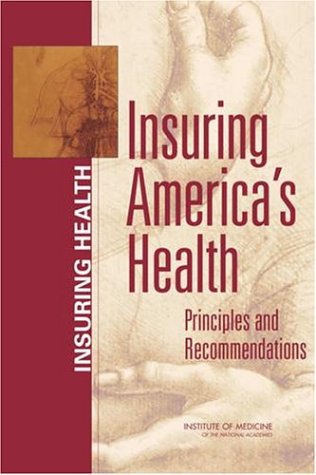 INSURING HEALTH
Insuring
America's
Health
Principles and
Recommendations
INSTITUTE OF MEDICINE
OF THE NATIONAL ACADEMIES